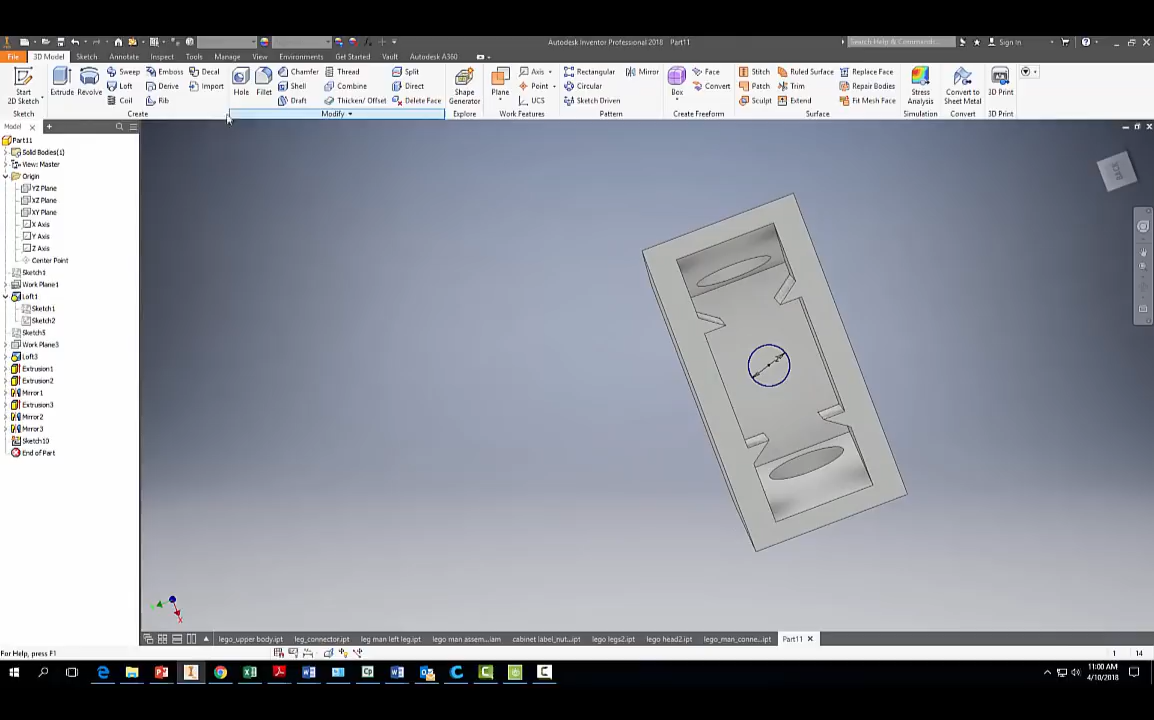 Autodesk Inventor Professional 2018 Part11
Search Help & Commands...
Sign In
File 3D Model Sketch Annotate Inspect Tools Manage View Environments Get Started Vault Autodesk A360
Start 2D Sketch
Sketch
Extrude Revolve Sweep Emboss Decal
Loft Derive Import
Coil Rib
Create
Hole Fillet Chamfer Thread Split
Shell Combine Direct
Draft Thicken/ Offset Delete Face
Modify
Shape Generator
Explore
Plane Axis
Point
UCS
Work Features
Rectangular Mirror
Circular
Sketch Driven
Pattern
Box Face
Convert
Create Freeform
Stitch Ruled Surface Replace Face
Patch Trim Repair Bodies
Sculpt Extend Fit Mesh Face
Surface
Stress Analysis
Simulation
Convert to Sheet Metal
Convert
3D Print
3D Print
Model
Part11
Solid Bodies(1)
View: Master
Origin
YZ Plane
XZ Plane
XY Plane
X Axis
Y Axis
Z Axis
Center Point
Sketch1
Work Plane1
Loft1
Sketch1
Sketch2
Sketch5
Work Plane3
Loft3
Extrusion1
Extrusion2
Mirror1
Extrusion3
Mirror2
Mirror3
Sketch10
End of Part
BACK
lego_upper body.ipt leg_connector.ipt leg man left leg.ipt lego man assem...iam cabinet label_nut...ipt lego legs2.ipt lego head2.ipt lego_man_conne...ipt Part11
For Help, press F1
1 14
11:00 AM
4/10/2018